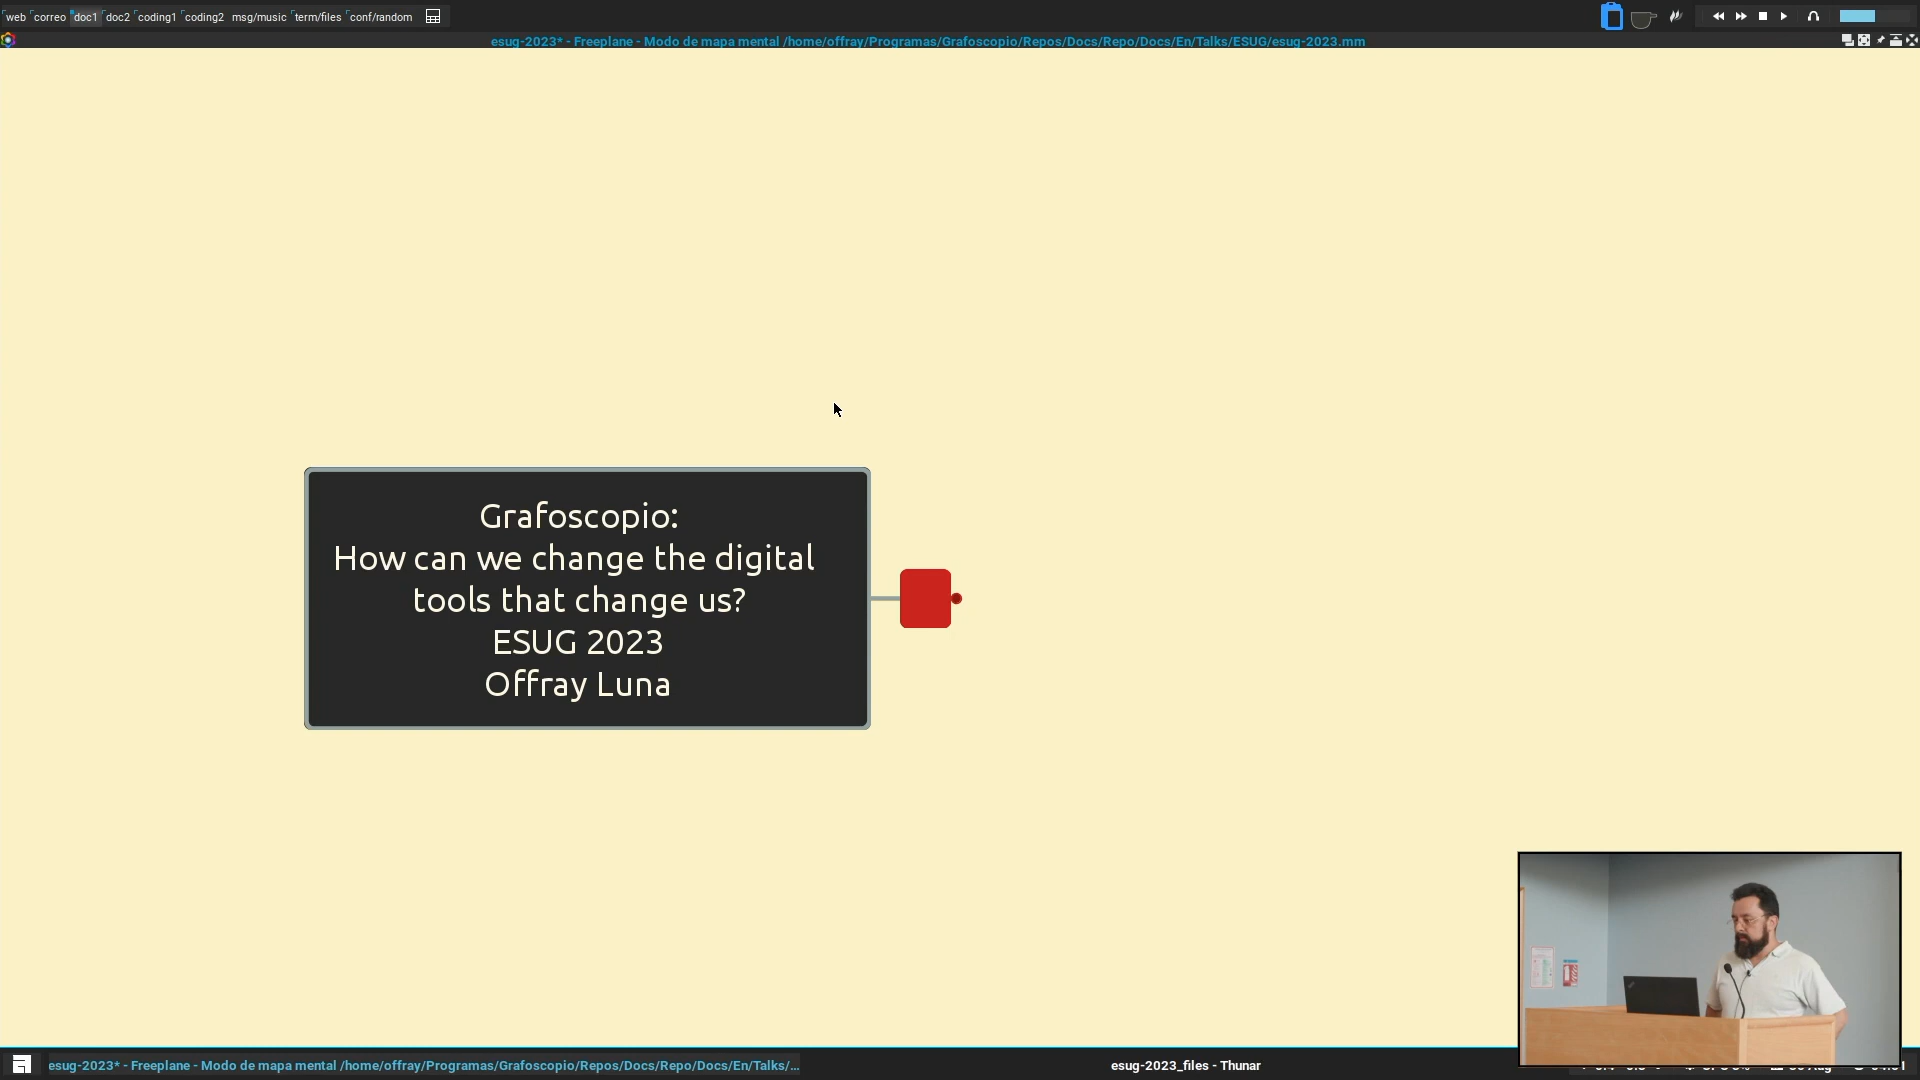 web correo doc1 doc2 coding1 coding2 msg/music term/files conf/random
esug-2023* - Freeplane - Modo de mapa mental /home/offray/Programas/Grafoscopio/Repos/Docs/Repo/Docs/En/Talks/ESUG/esug-2023.mm
Grafoscopio:
How can we change the digital
tools that change us?
ESUG 2023
Offray Luna
esug-2023* - Freeplane - Modo de mapa mental /home/offray/Programas/Grafoscopio/Repos/Docs/Repo/Docs/En/Talks/...
esug-2023_files - Thunar